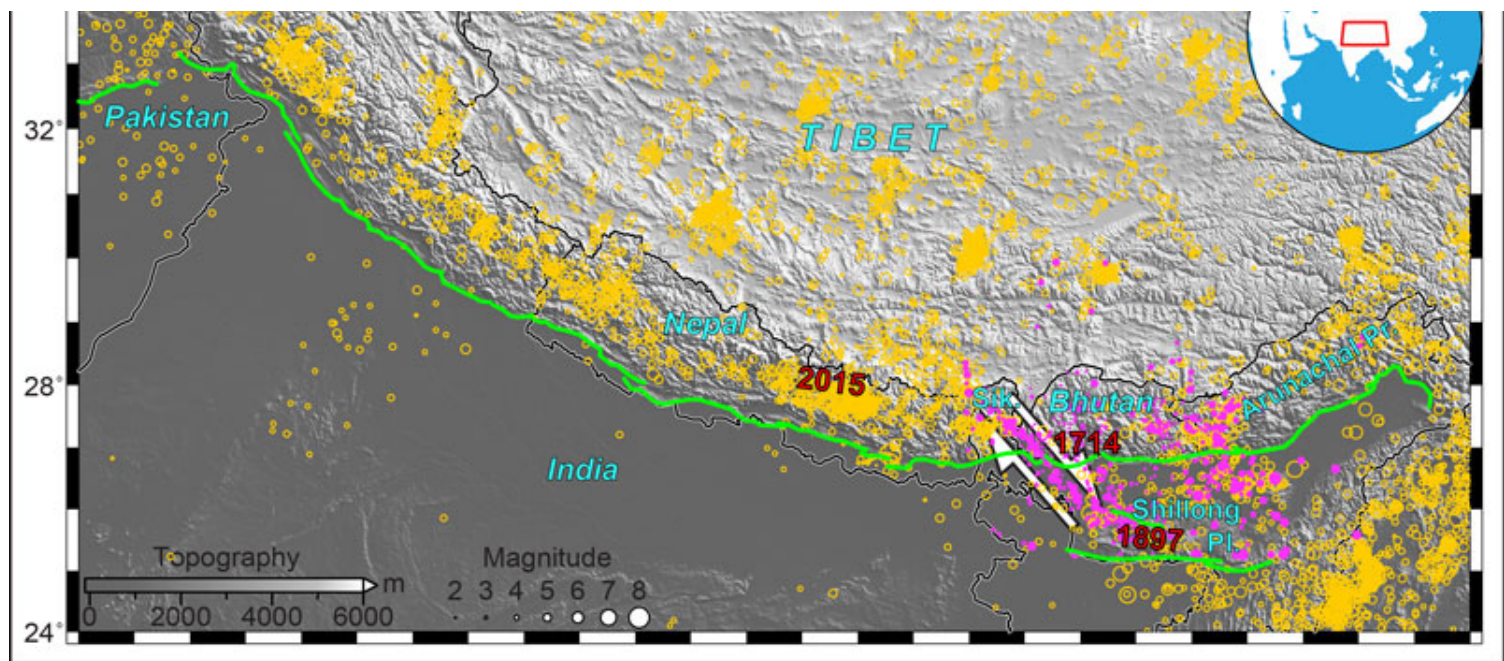 Pakistan
32°
TIBET
Nepal
2015
28°
Sik.
Bhutan
Arunachal Pr.
1714
India
Shillong
Pl.
1897
Topography
m
0 2000 4000 6000
Magnitude
2 3 4 5 6 7 8
24°